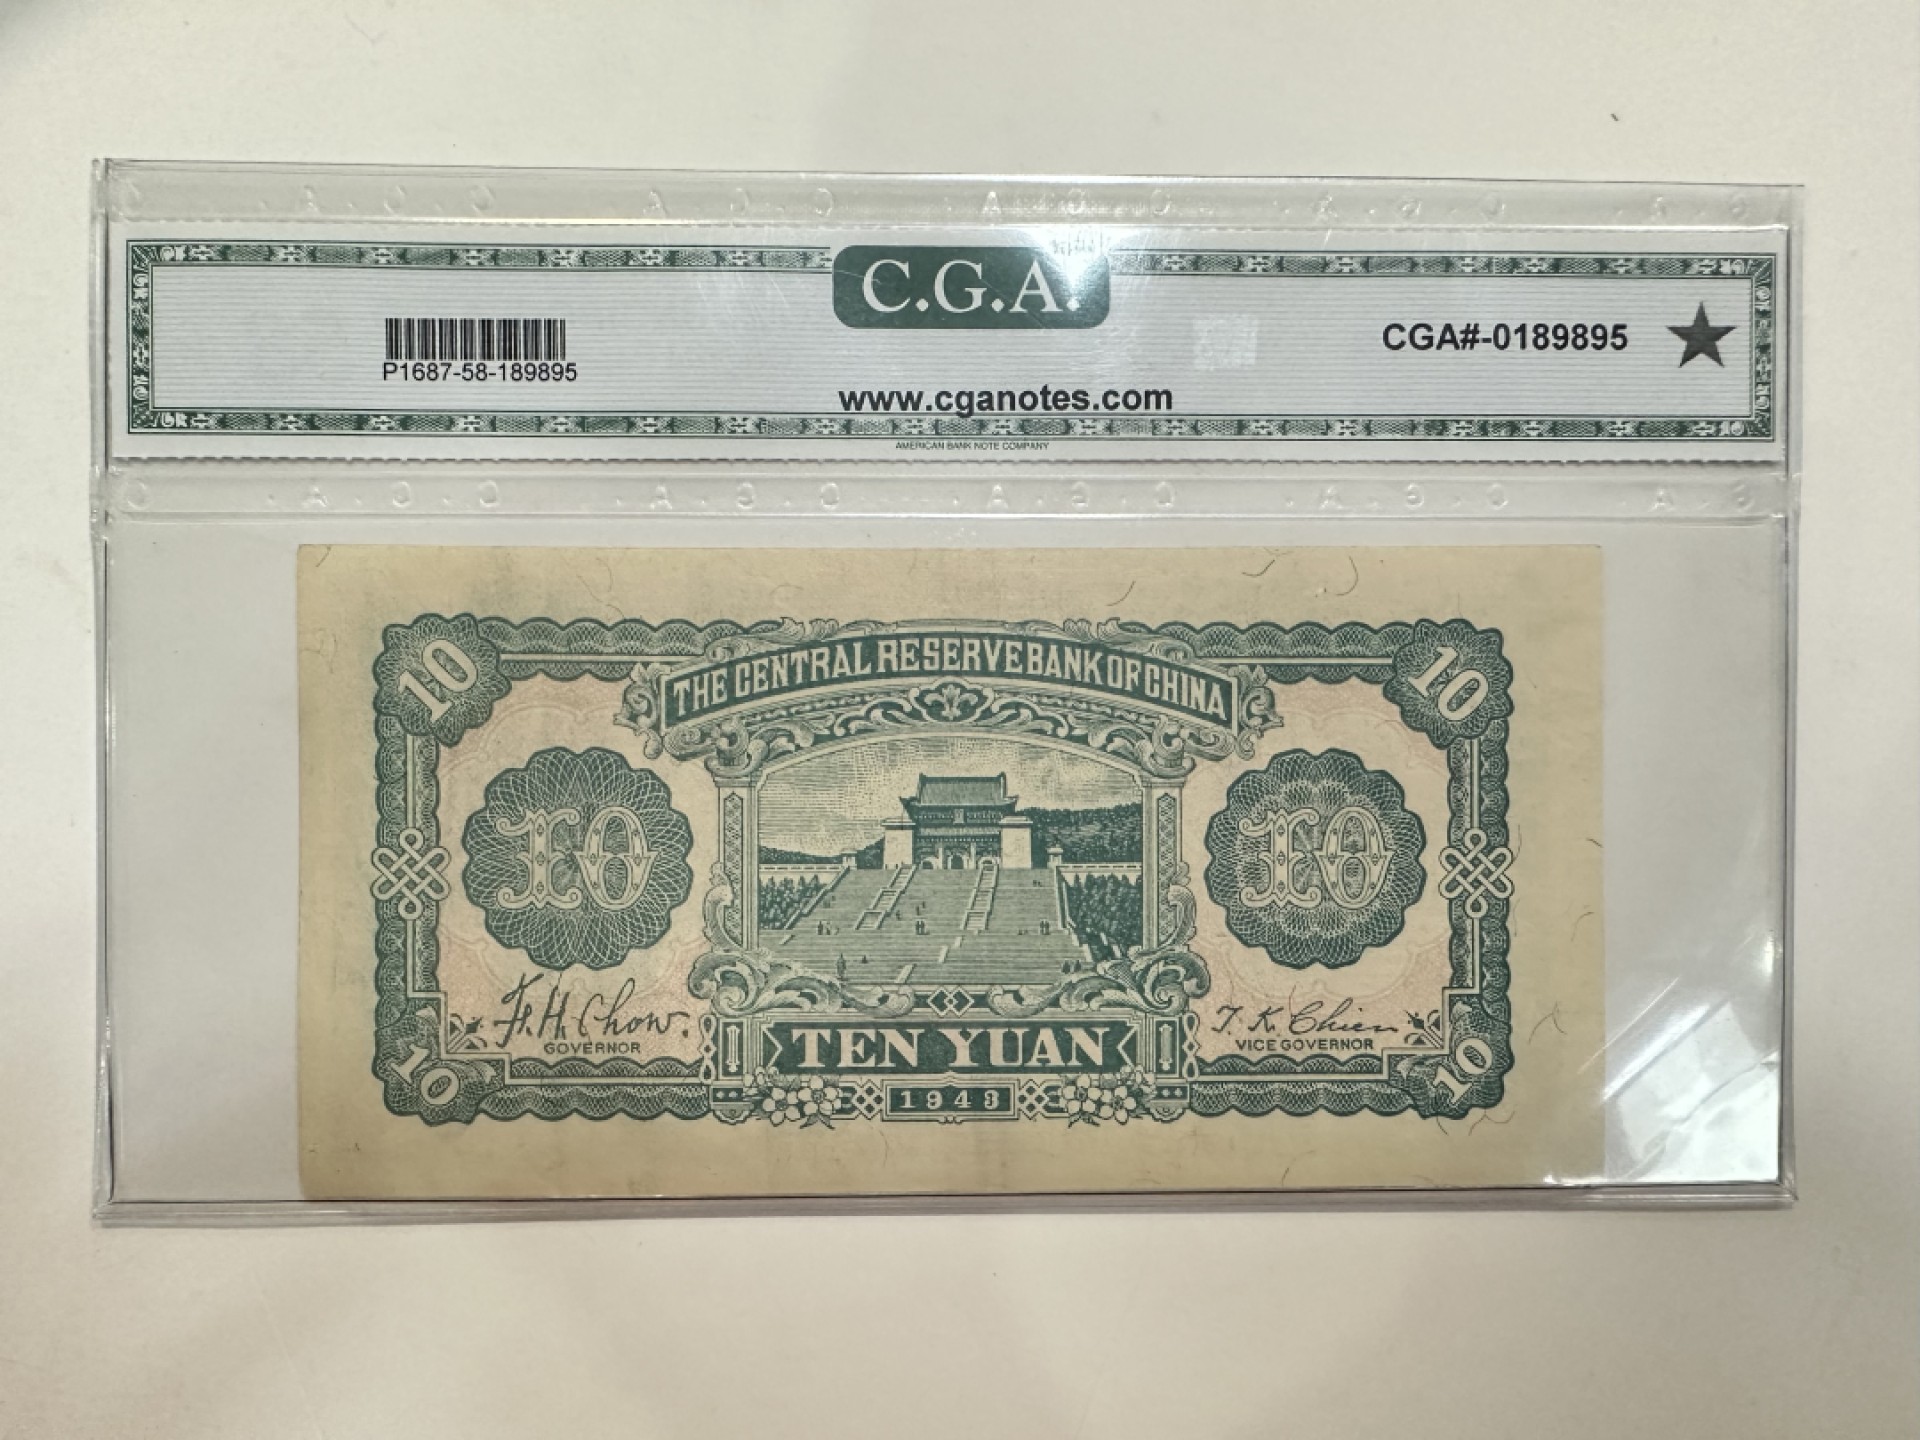 C.G.A.
P1687-58-189895
CGA#-0189895
www.cganotes.com
AMERICAN BANK NOTE COMPANY
10
THE CENTRAL RESERVE BANK OF CHINA
10
10
10
F.H. Chow.
GOVERNOR
T. K. Chien
VICE GOVERNOR
TEN YUAN
10
1943
10